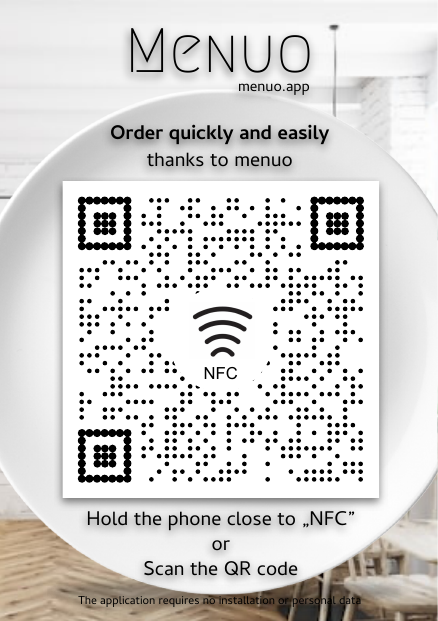 Menuo
menuo.app
Order quickly and easily
thanks to menuo
NFC
Hold the phone close to „NFC”
or
Scan the QR code
The application requires no installation or personal data